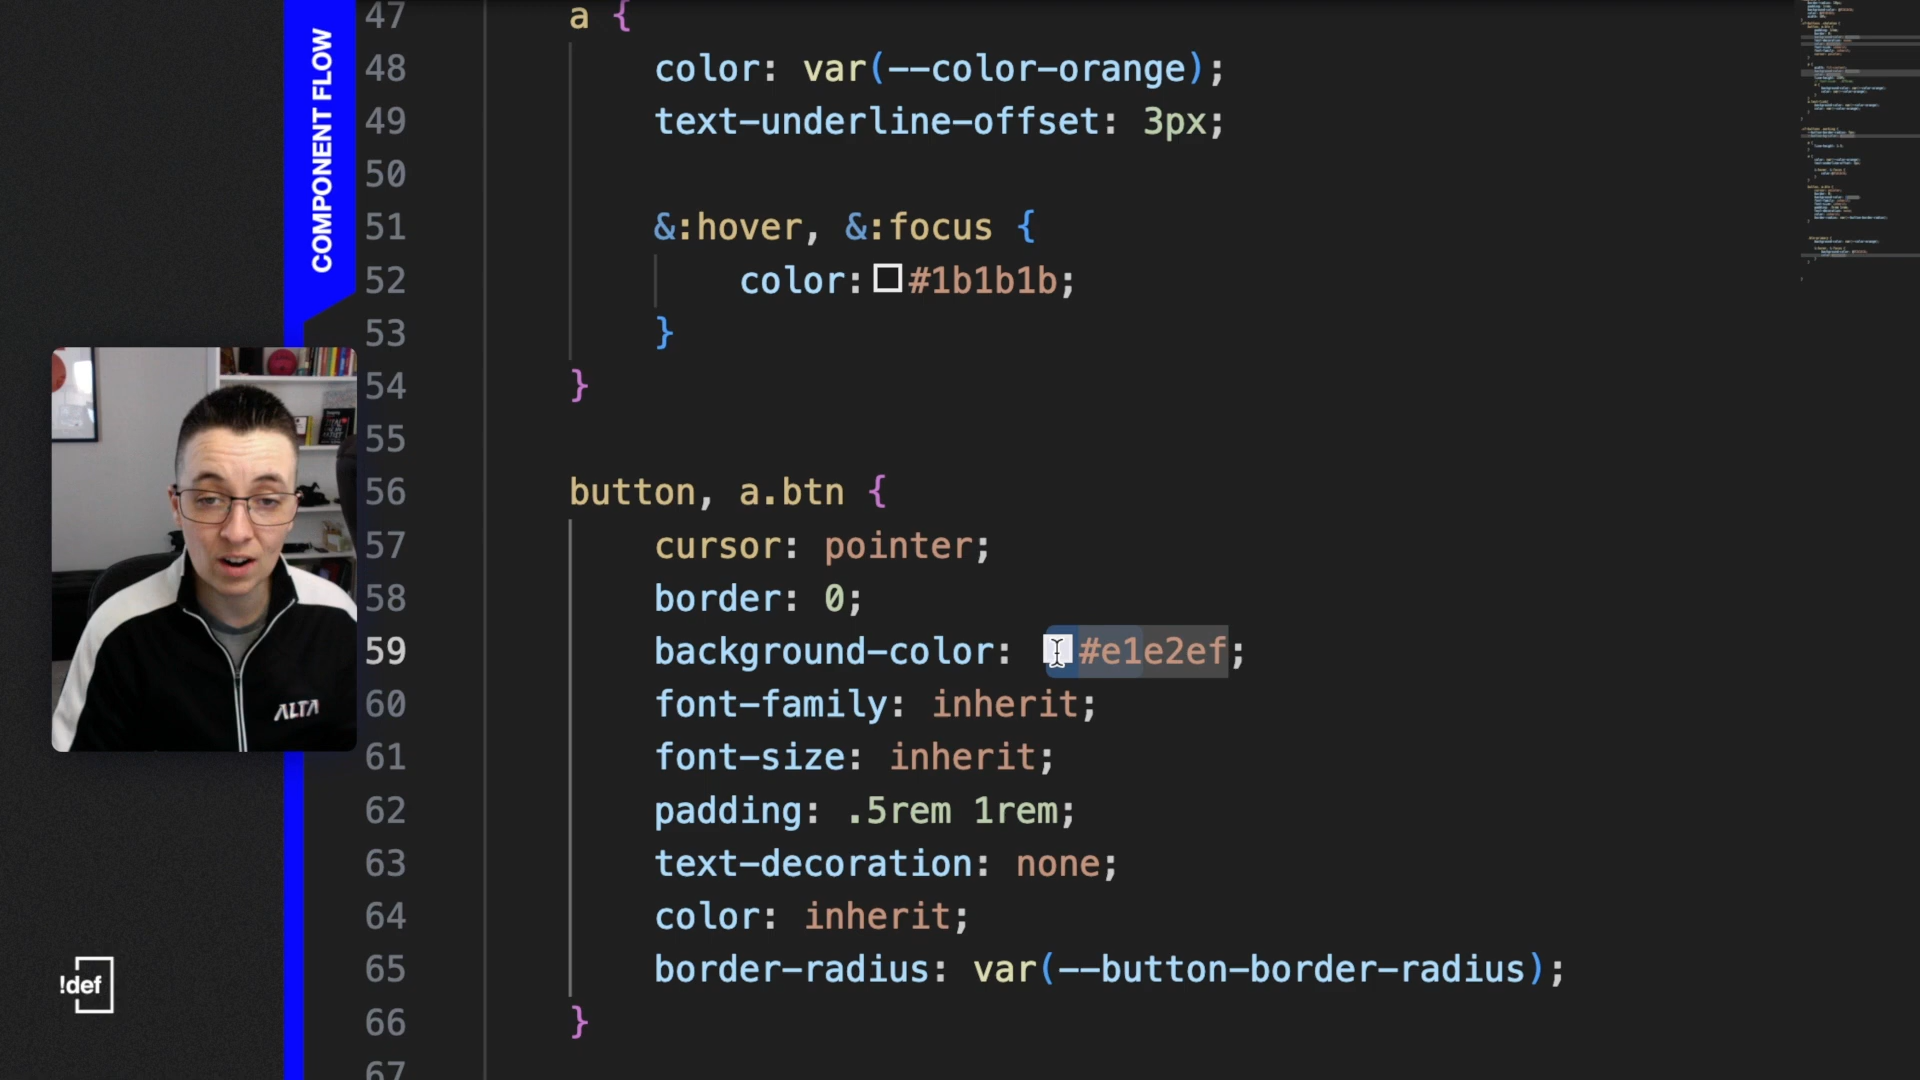 COMPONENT FLOW
47 a {
48 color: var(--color-orange);
49 text-underline-offset: 3px;
50
51 &:hover, &:focus {
52 color: #1b1b1b;
53 }
54 }
55
56 button, a.btn {
57 cursor: pointer;
58 border: 0;
59 background-color: #e1e2ef;
60 font-family: inherit;
61 font-size: inherit;
62 padding: .5rem 1rem;
63 text-decoration: none;
64 color: inherit;
65 border-radius: var(--button-border-radius);
66 }
67
ALTA
!def